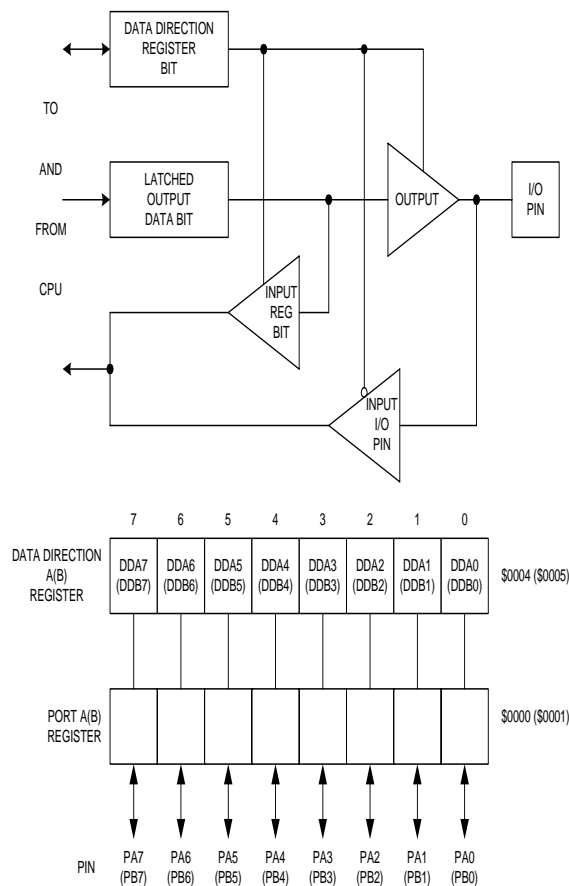 DATA DIRECTION
REGISTER
BIT
TO
AND
FROM
CPU
LATCHED
OUTPUT
DATA BIT
OUTPUT
I/O
PIN
INPUT
REG
BIT
INPUT
I/O
PIN
7 6 5 4 3 2 1 0
DATA DIRECTION
A(B)
REGISTER
DDA7 DDA6 DDA5 DDA4 DDA3 DDA2 DDA1 DDA0
(DDB7) (DDB6) (DDB5) (DDB4) (DDB3) (DDB2) (DDB1) (DDB0)
$0004 ($0005)
PORT A(B)
REGISTER
$0000 ($0001)
PIN
PA7 PA6 PA5 PA4 PA3 PA2 PA1 PA0
(PB7) (PB6) (PB5) (PB4) (PB3) (PB2) (PB1) (PB0)